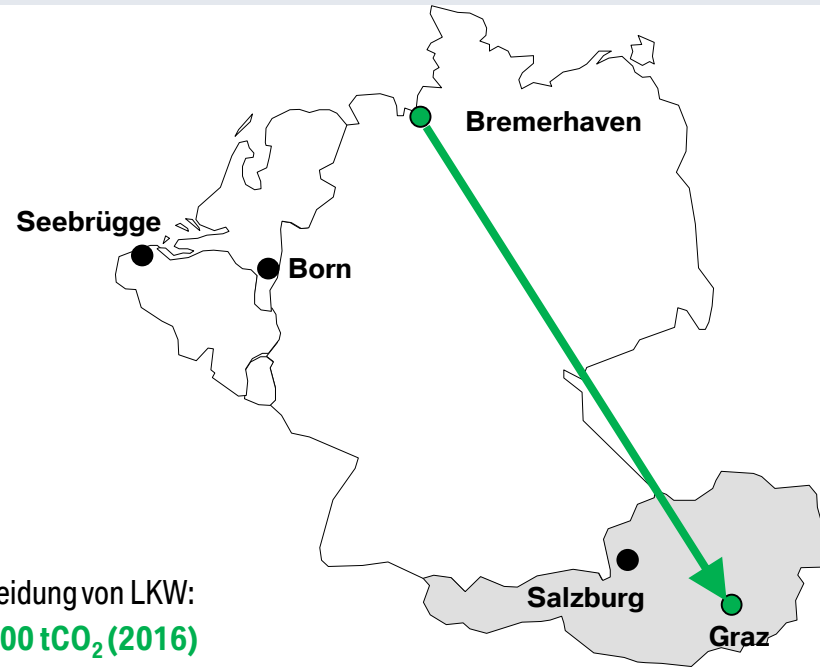 Bremerhaven
Seebrügge
Born
Salzburg
Graz
eidung von LKW:
00 tCO₂ (2016)